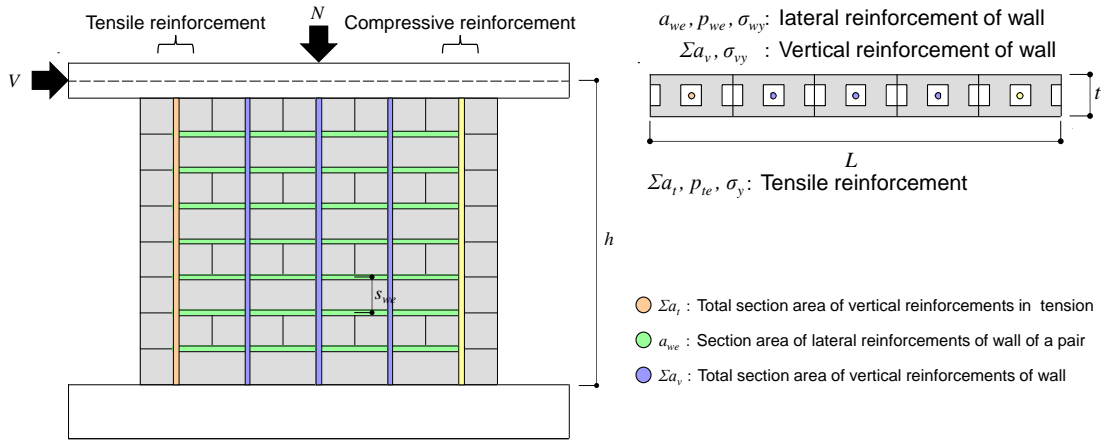 Tensile reinforcement
N
Compressive reinforcement
V
h
s_we
a_we, p_we, σ_wy: lateral reinforcement of wall
Σa_v, σ_vy : Vertical reinforcement of wall
t
L
Σa_t, p_te, σ_y: Tensile reinforcement
Σa_t : Total section area of vertical reinforcements in tension
a_we : Section area of lateral reinforcements of wall of a pair
Σa_v : Total section area of vertical reinforcements of wall